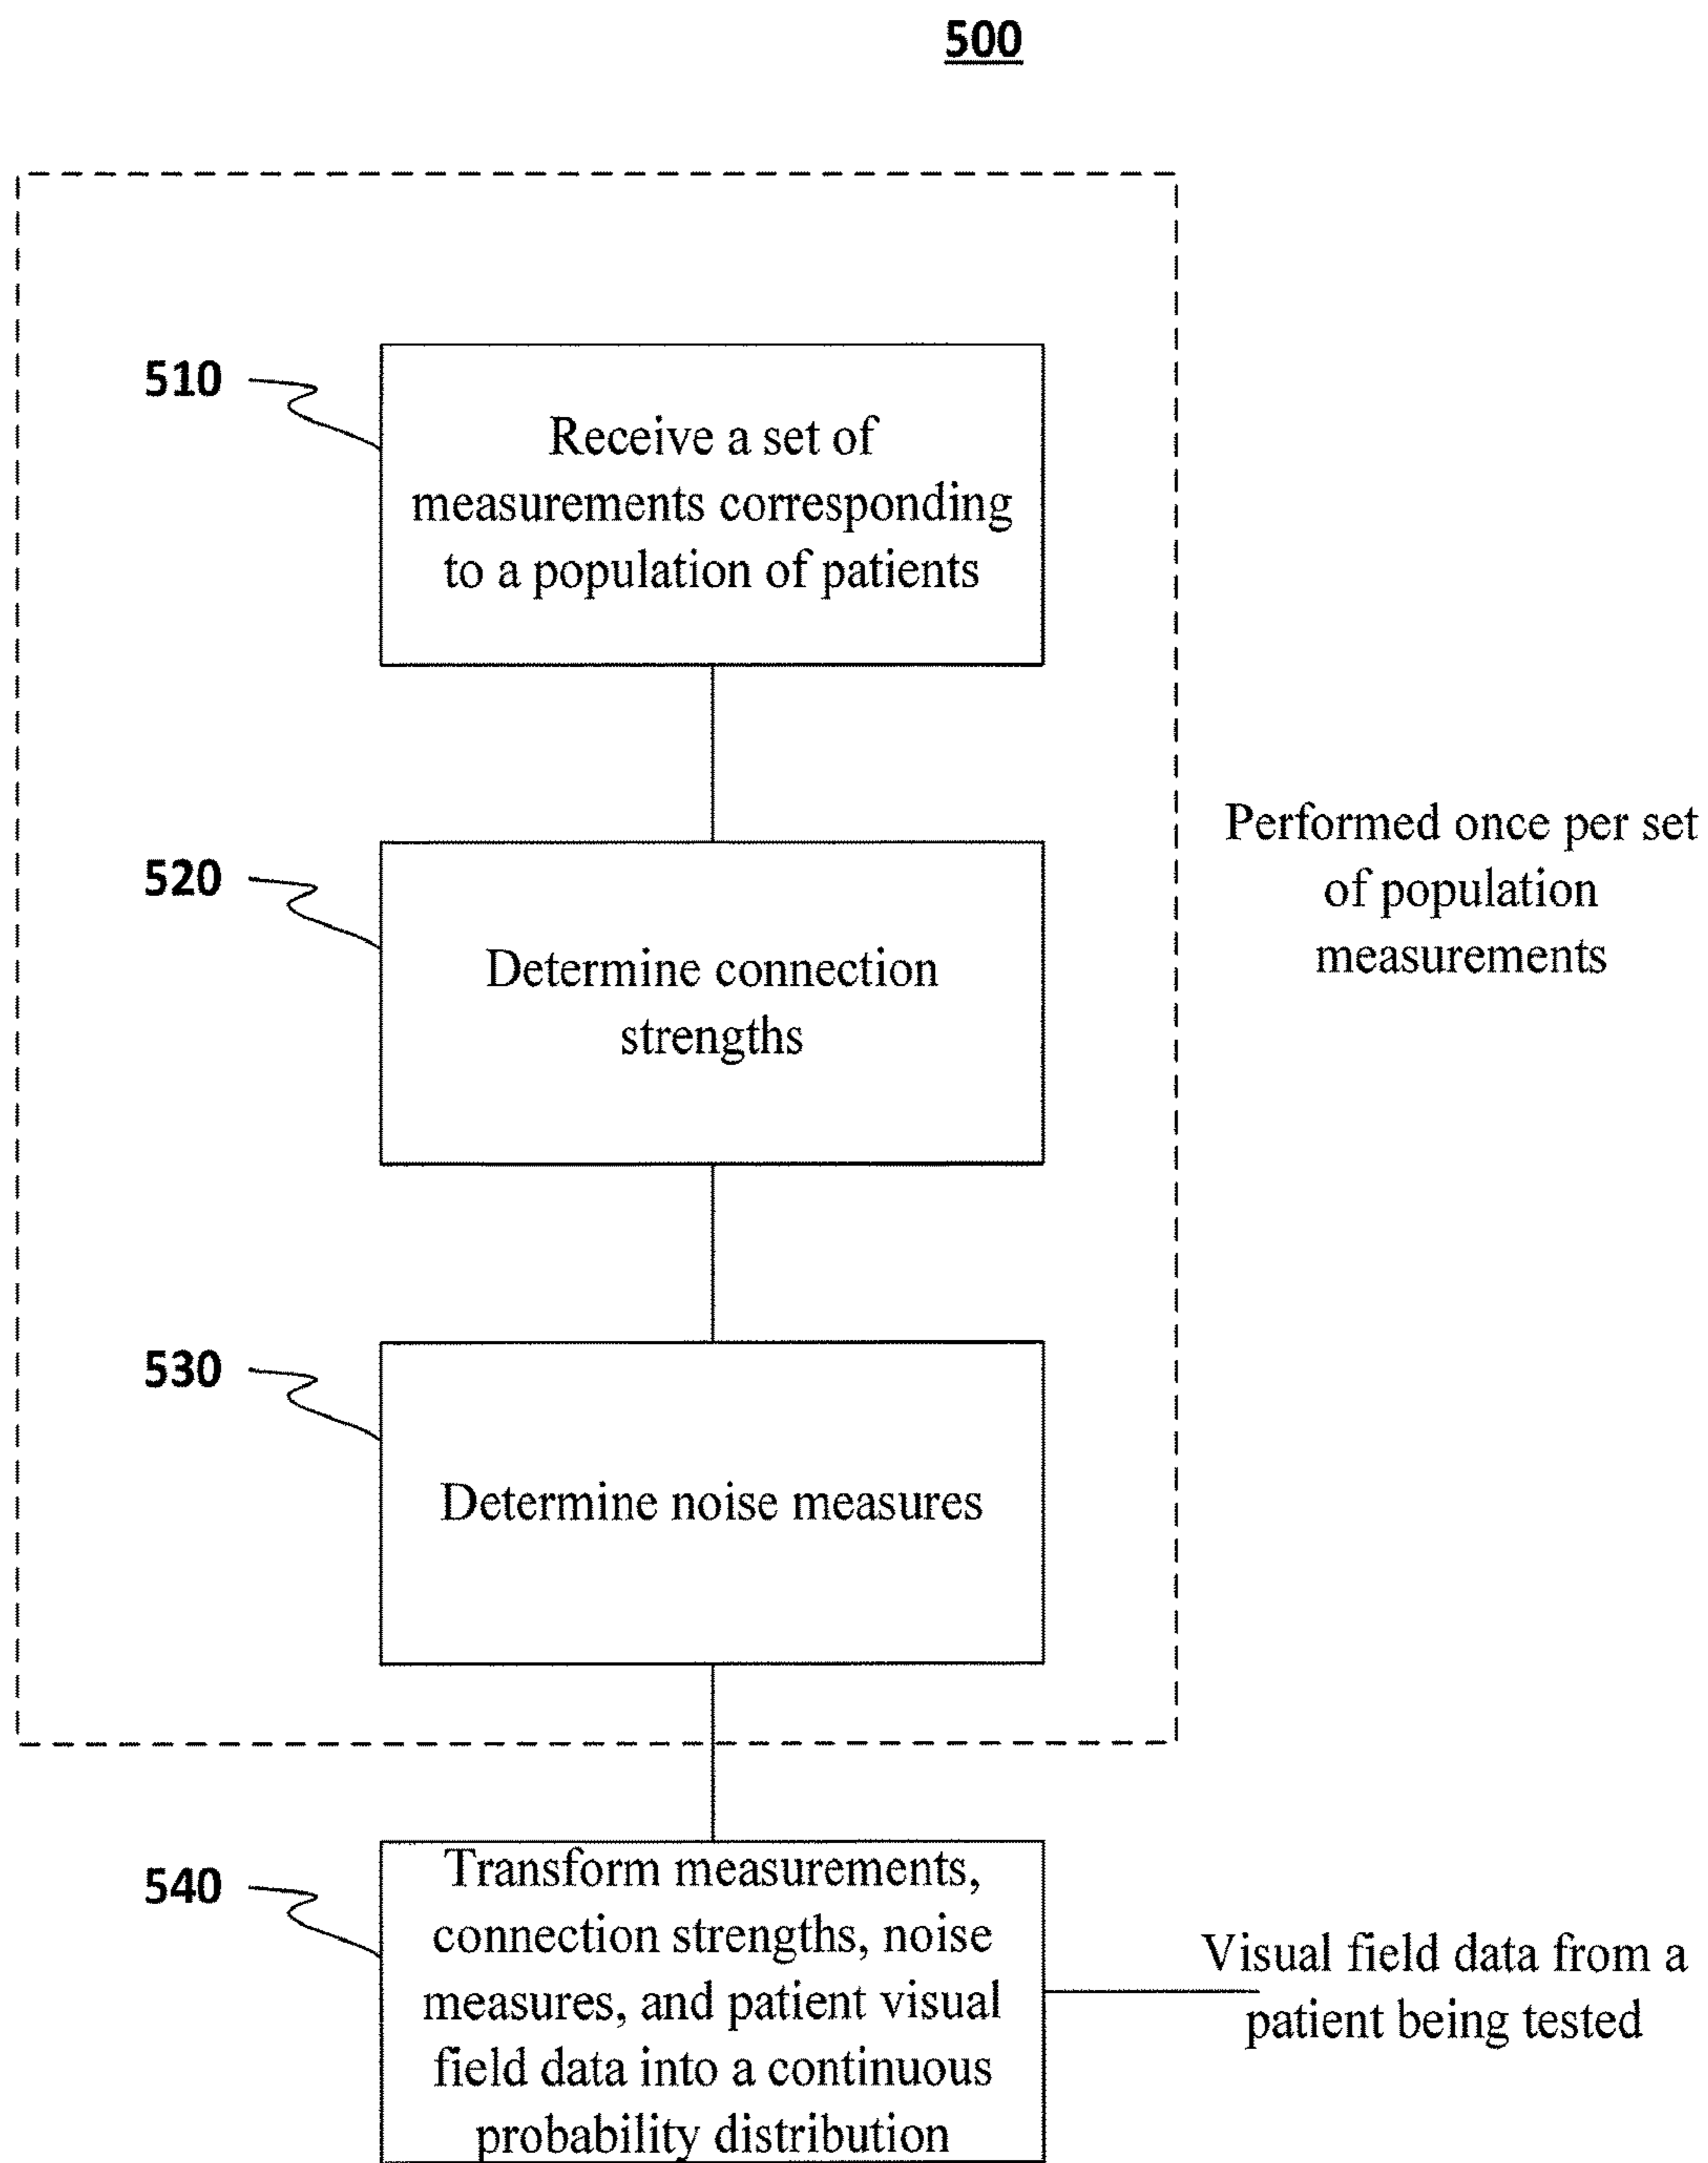 500
510
Receive a set of
measurements corresponding
to a population of patients
520
Determine connection
strengths
Performed once per set
of population
measurements
530
Determine noise measures
540
Transform measurements,
connection strengths, noise
measures, and patient visual
field data into a continuous
probability distribution
Visual field data from a
patient being tested